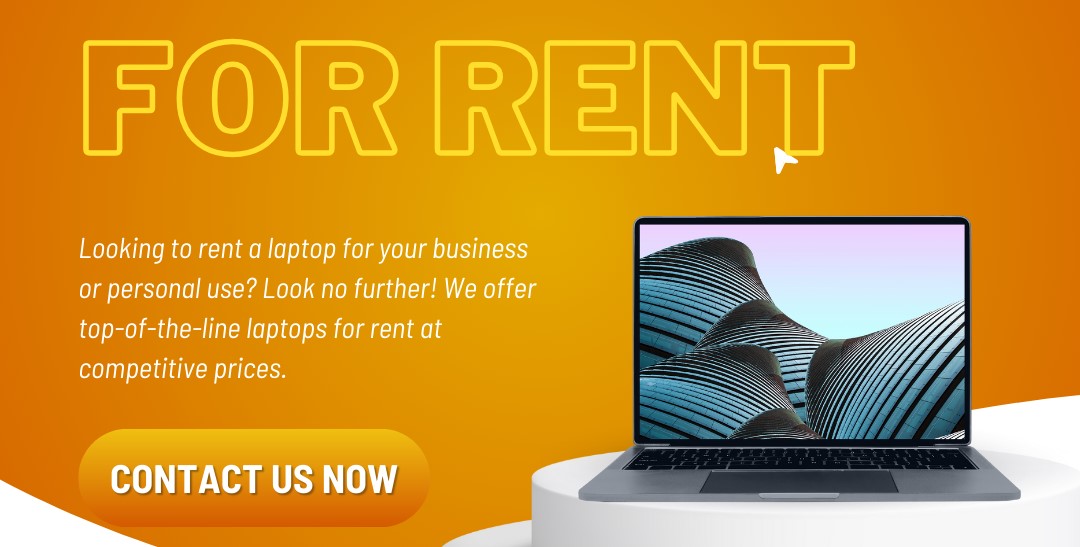 FOR RENT
Looking to rent a laptop for your business
or personal use? Look no further! We offer
top-of-the-line laptops for rent at
competitive prices.
CONTACT US NOW